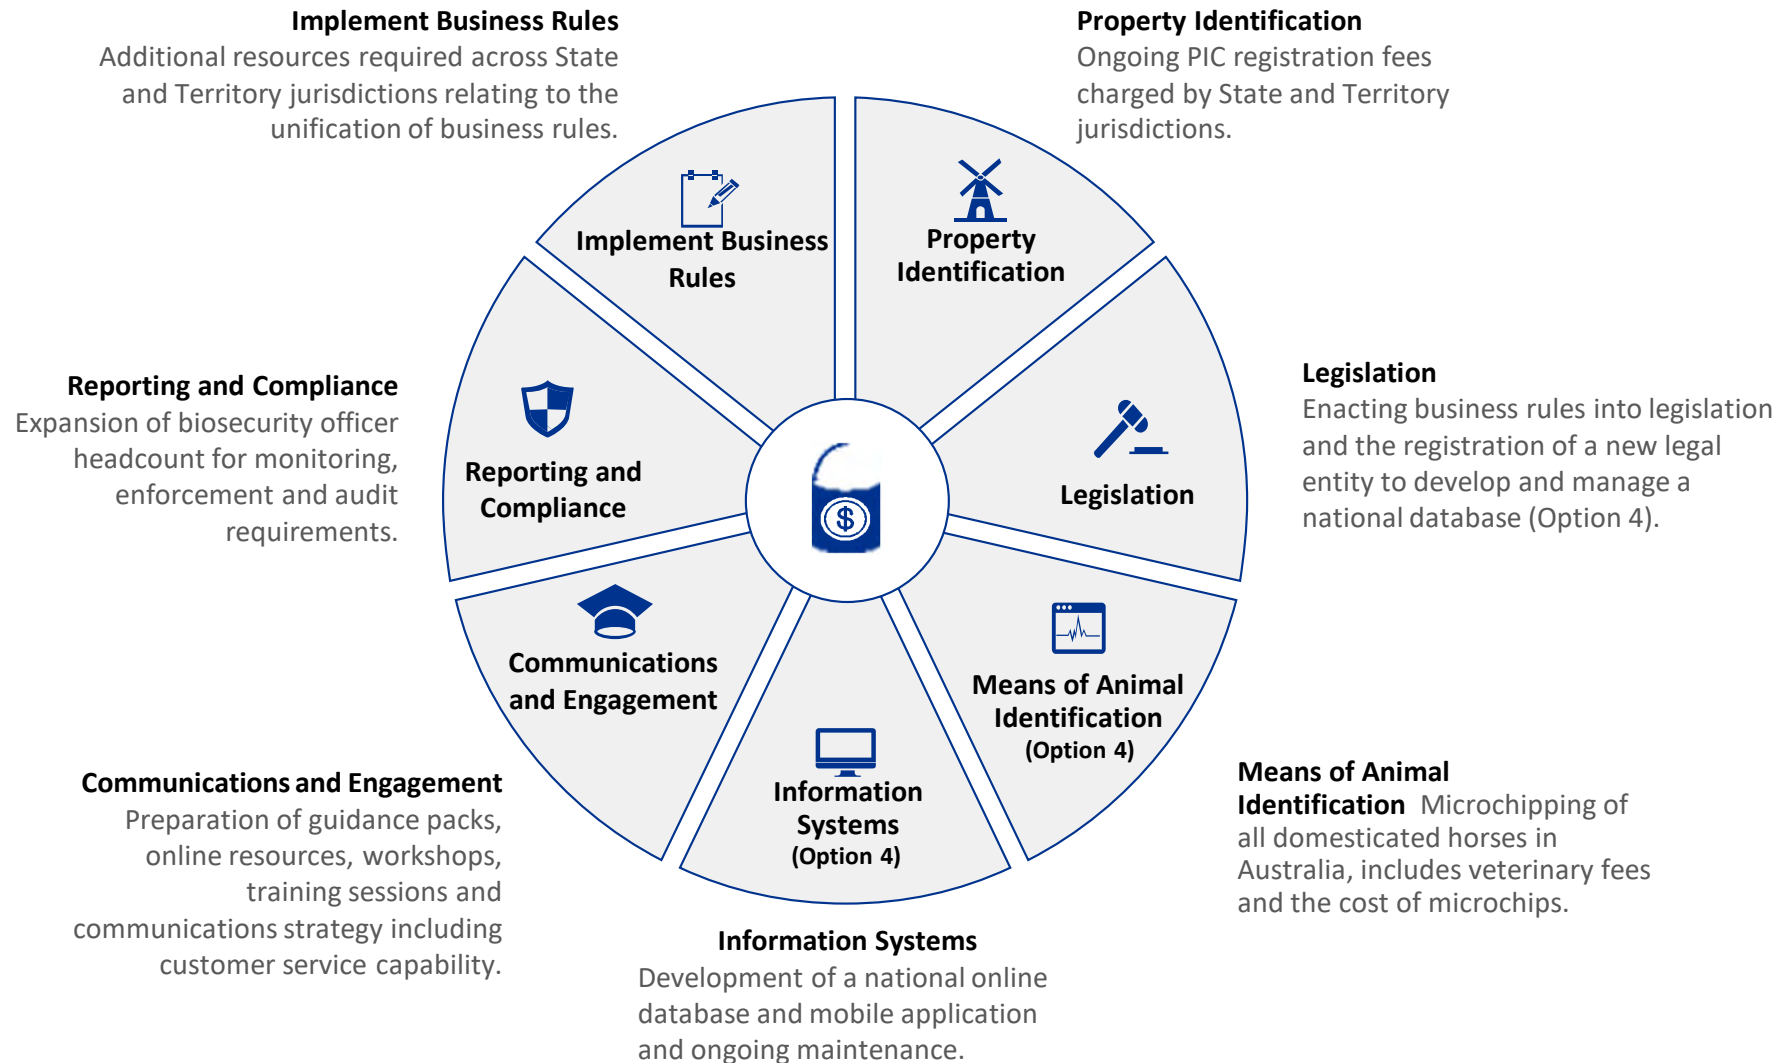 Implement Business Rules
Additional resources required across State
and Territory jurisdictions relating to the
unification of business rules.
Property Identification
Ongoing PIC registration fees
charged by State and Territory
jurisdictions.
Implement Business
Rules
Property
Identification
Reporting and Compliance
Expansion of biosecurity officer
headcount for monitoring,
enforcement and audit
requirements.
Reporting and
Compliance
$
Legislation
Legislation
Enacting business rules into legislation
and the registration of a new legal
entity to develop and manage a
national database (Option 4).
Communications
and Engagement
Information
Systems
(Option 4)
Means of Animal
Identification
(Option 4)
Communications and Engagement
Preparation of guidance packs,
online resources, workshops,
training sessions and
communications strategy including
customer service capability.
Information Systems
Development of a national online
database and mobile application
and ongoing maintenance.
Means of Animal
Identification Microchipping of
all domesticated horses in
Australia, includes veterinary fees
and the cost of microchips.